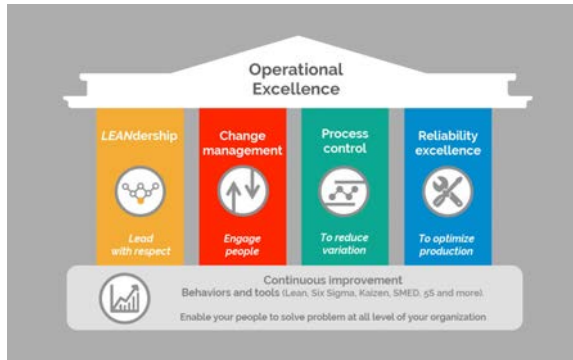 Operational
Excellence
LEANdership
Change
management
Process
control
Reliability
excellence
Lead
with respect
Engage
people
To reduce
variation
To optimize
production
Continuous improvement
Behaviors and tools (Lean, Six Sigma, Kaizen, SMED, 5S and more).
Enable your people to solve problem at all level of your organization